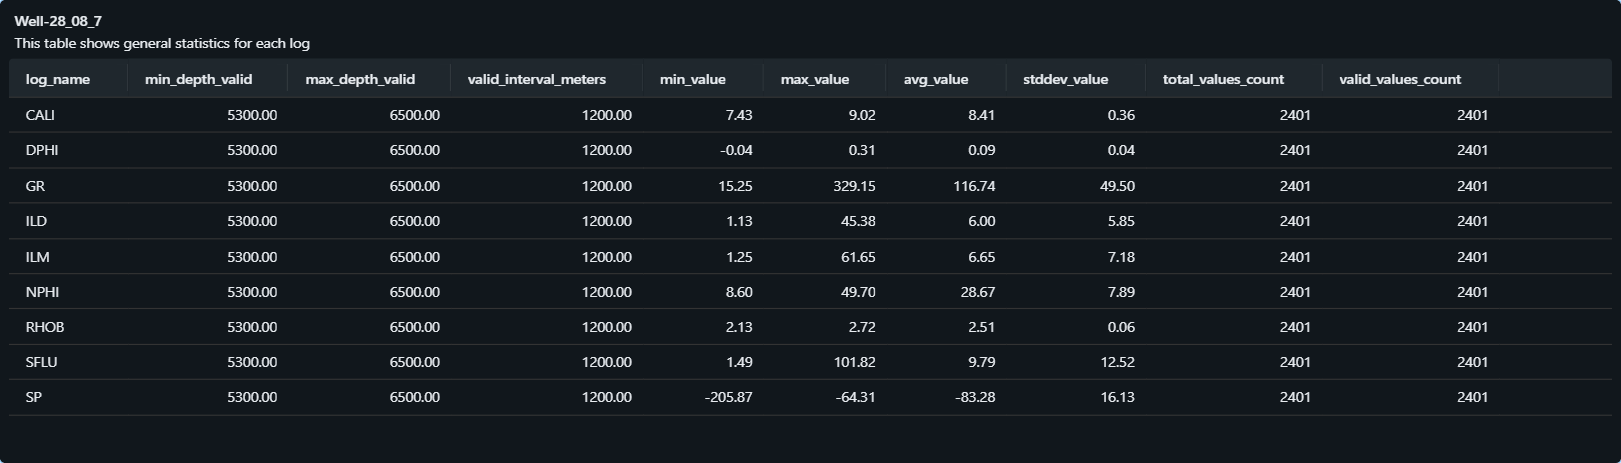 Well-28_08_7
This table shows general statistics for each log
log_name min_depth_valid max_depth_valid valid_interval_meters min_value max_value avg_value stddev_value total_values_count valid_values_count
CALI 5300.00 6500.00 1200.00 7.43 9.02 8.41 0.36 2401 2401
DPHI 5300.00 6500.00 1200.00 -0.04 0.31 0.09 0.04 2401 2401
GR 5300.00 6500.00 1200.00 15.25 329.15 116.74 49.50 2401 2401
ILD 5300.00 6500.00 1200.00 1.13 45.38 6.00 5.85 2401 2401
ILM 5300.00 6500.00 1200.00 1.25 61.65 6.65 7.18 2401 2401
NPHI 5300.00 6500.00 1200.00 8.60 49.70 28.67 7.89 2401 2401
RHOB 5300.00 6500.00 1200.00 2.13 2.72 2.51 0.06 2401 2401
SFLU 5300.00 6500.00 1200.00 1.49 101.82 9.79 12.52 2401 2401
SP 5300.00 6500.00 1200.00 -205.87 -64.31 -83.28 16.13 2401 2401